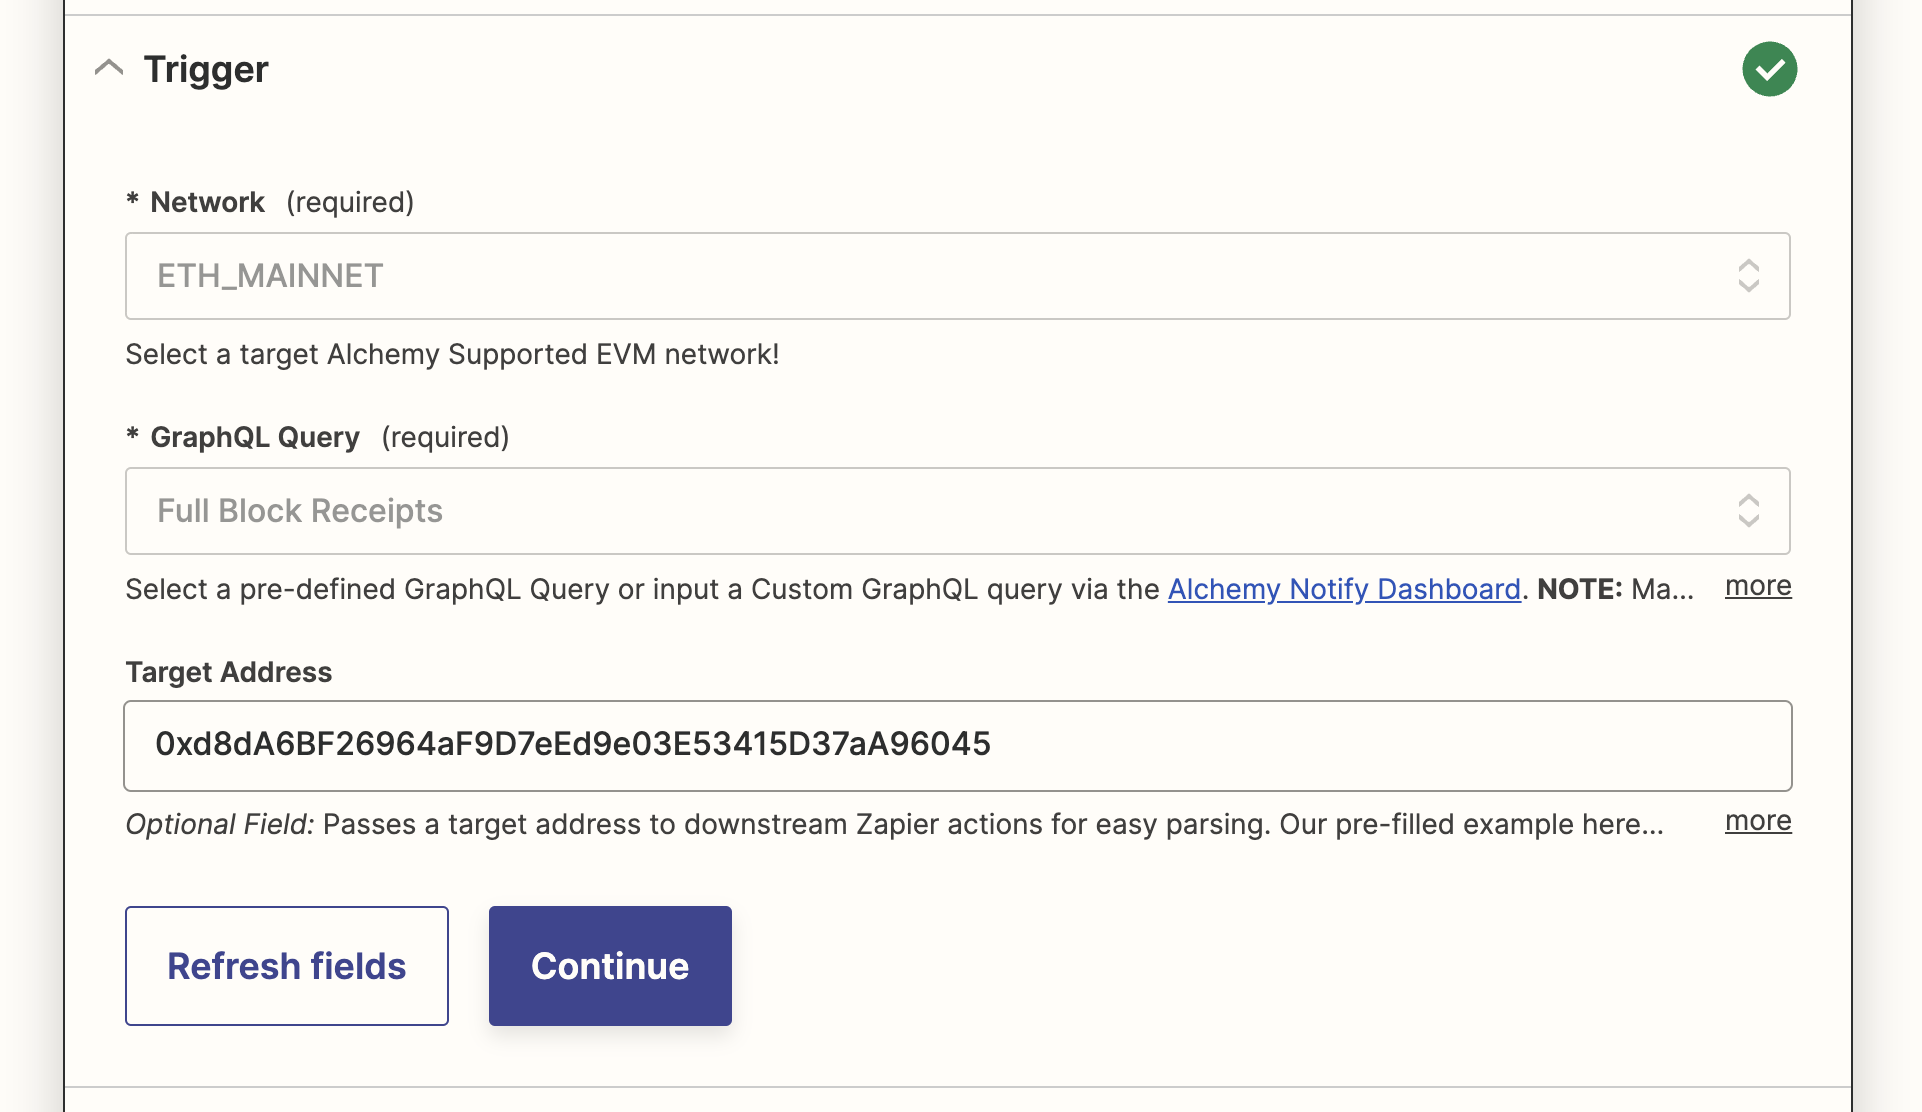 Trigger
* Network (required)
ETH_MAINNET
Select a target Alchemy Supported EVM network!
* GraphQL Query (required)
Full Block Receipts
Select a pre-defined GraphQL Query or input a Custom GraphQL query via the Alchemy Notify Dashboard. NOTE: Ma... more
Target Address
0xd8dA6BF26964aF9D7eEd9e03E53415D37aA96045
Optional Field: Passes a target address to downstream Zapier actions for easy parsing. Our pre-filled example here... more
Refresh fields Continue